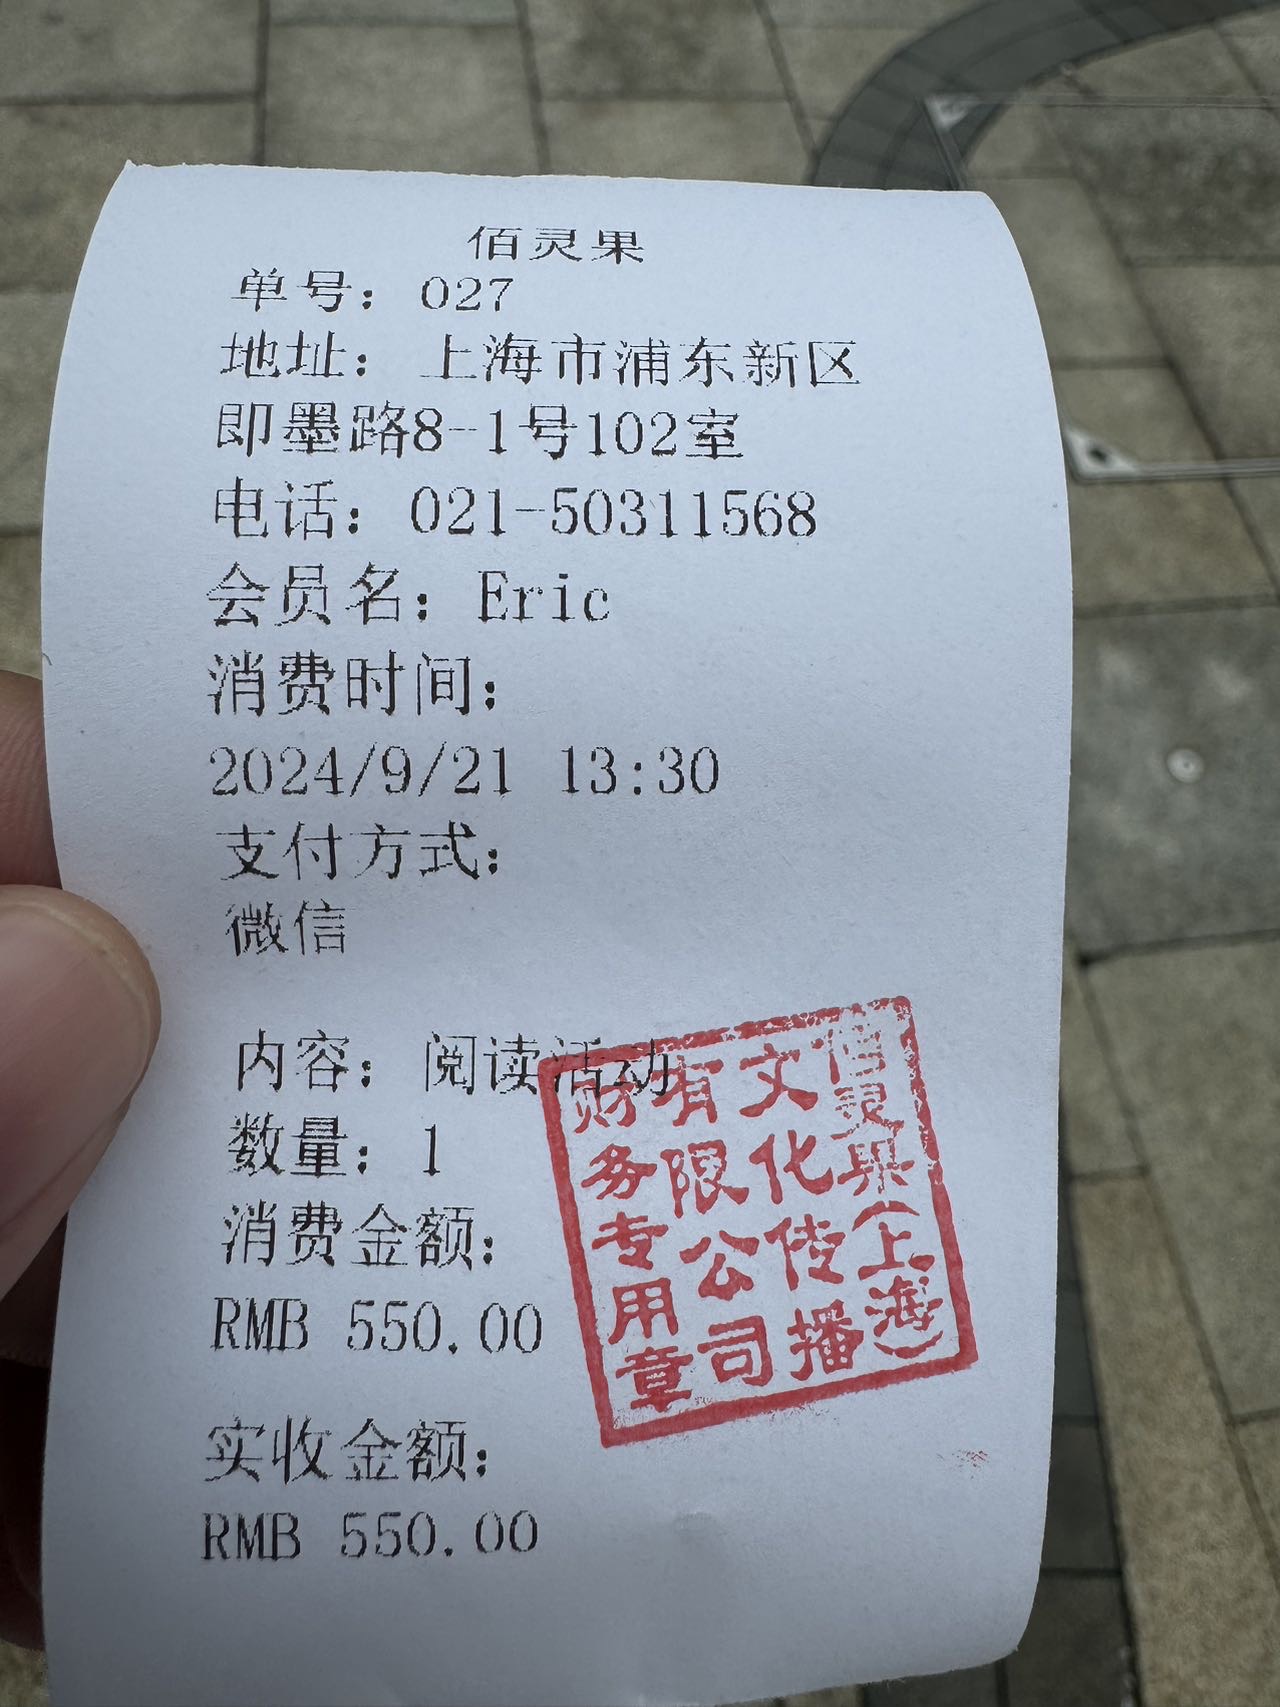 佰灵果
单号：027
地址：上海市浦东新区
即墨路8-1号102室
电话：021-50311568
会员名：Eric
消费时间：
2024/9/21 13:30
支付方式：
微信
内容：阅读活动
数量：1
消费金额：
RMB 550.00
实收金额：
RMB 550.00
佰灵果(上海)
文化传播
有限公司
财务专用章